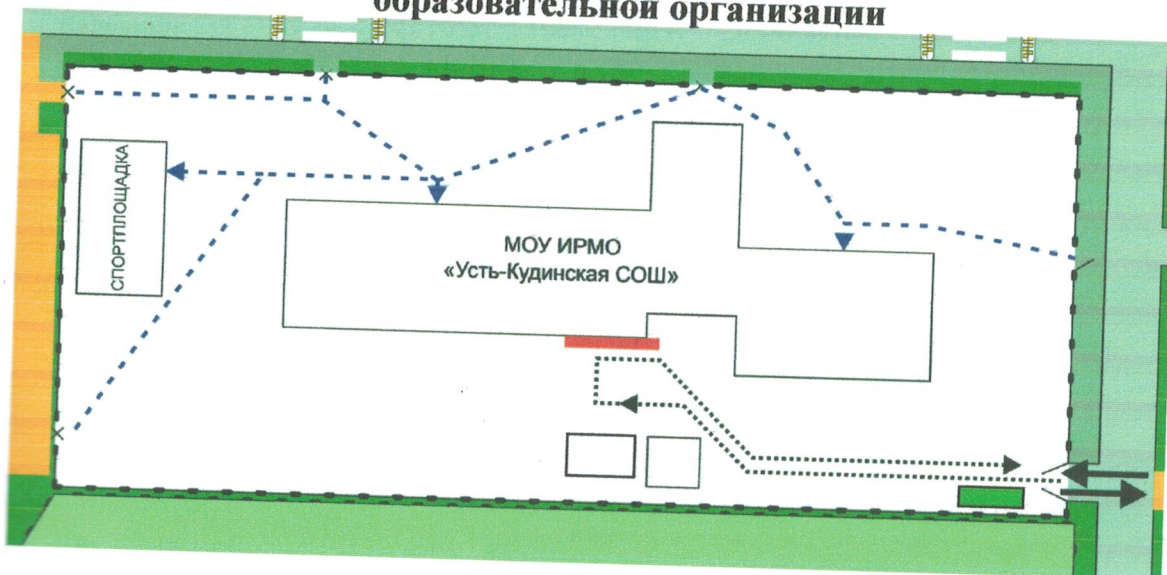 образовательной организации
СПОРТПЛОЩАДКА
МОУ ИРМО
«Усть-Кудинская СОШ»